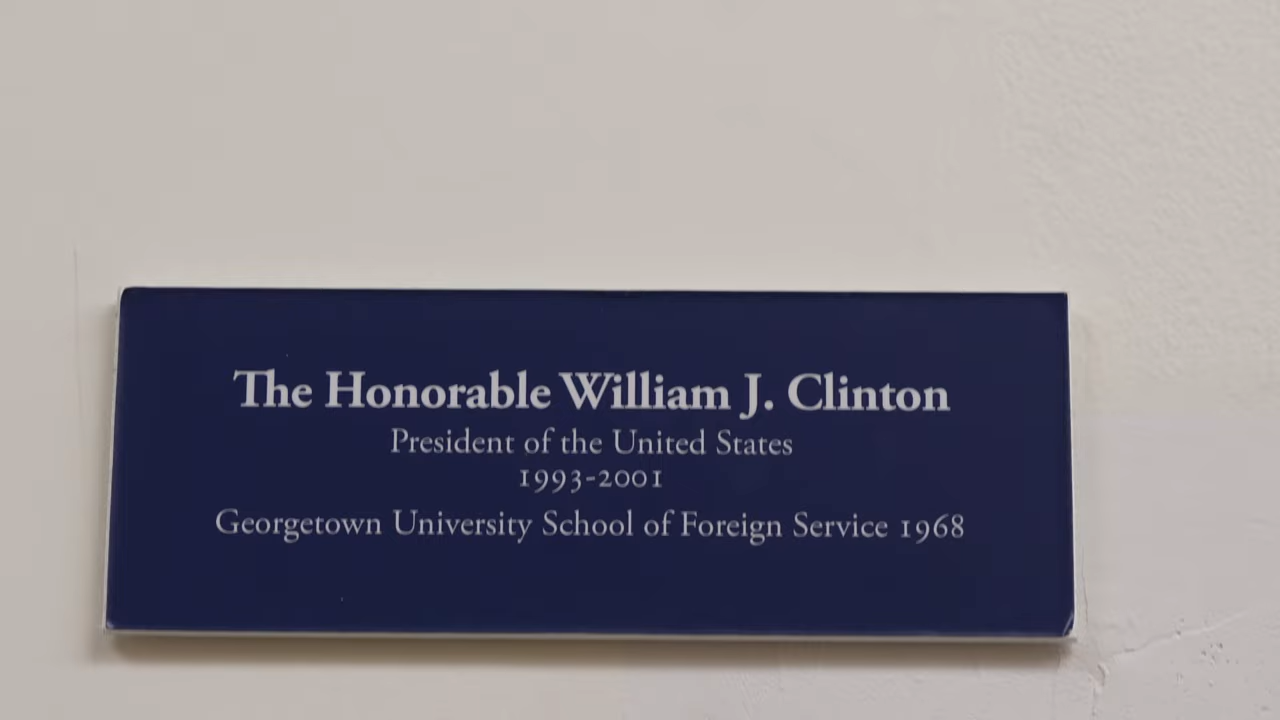 The Honorable William J. Clinton
President of the United States
1993-2001
Georgetown University School of Foreign Service 1968